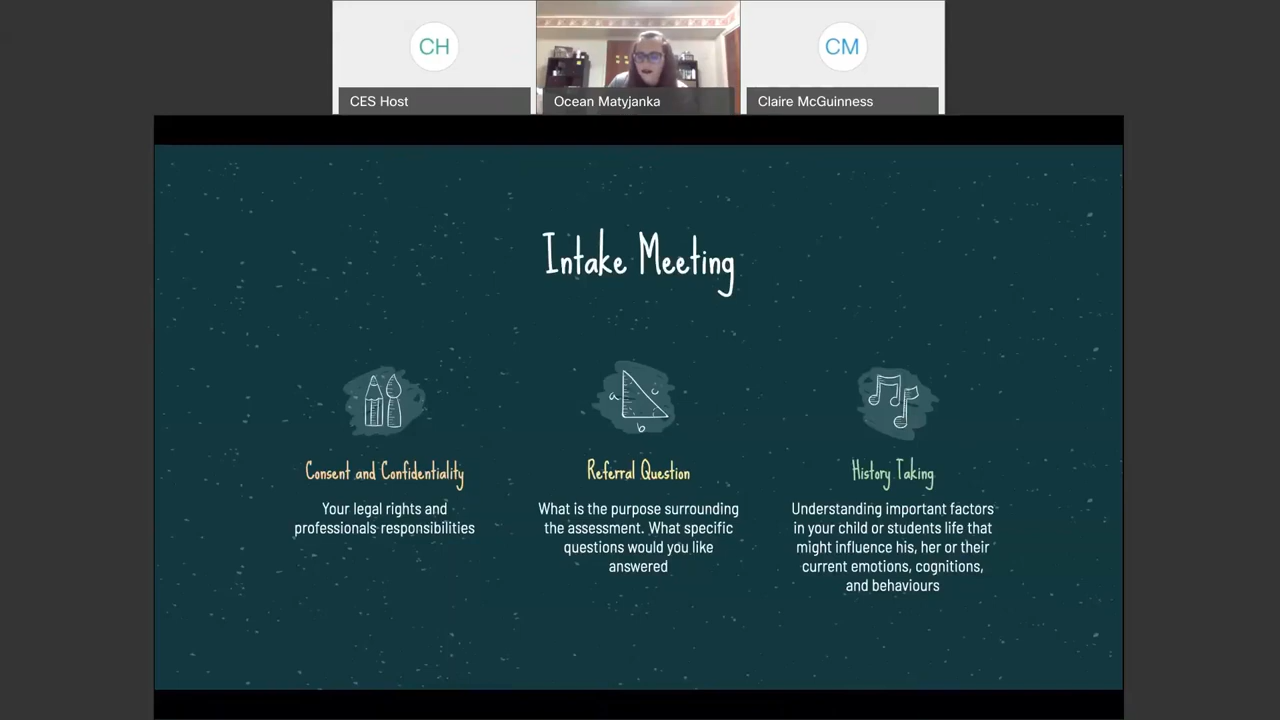 CH
CM
CES Host
Ocean Matyjanka
Claire McGuinness
Intake Meeting
a
c
b
Consent and Confidentiality
Your legal rights and
professionals responsibilities
Referral Question
What is the purpose surrounding
the assessment. What specific
questions would you like
answered
History Taking
Understanding important factors
in your child or students life that
might influence his, her or their
current emotions, cognitions,
and behaviours